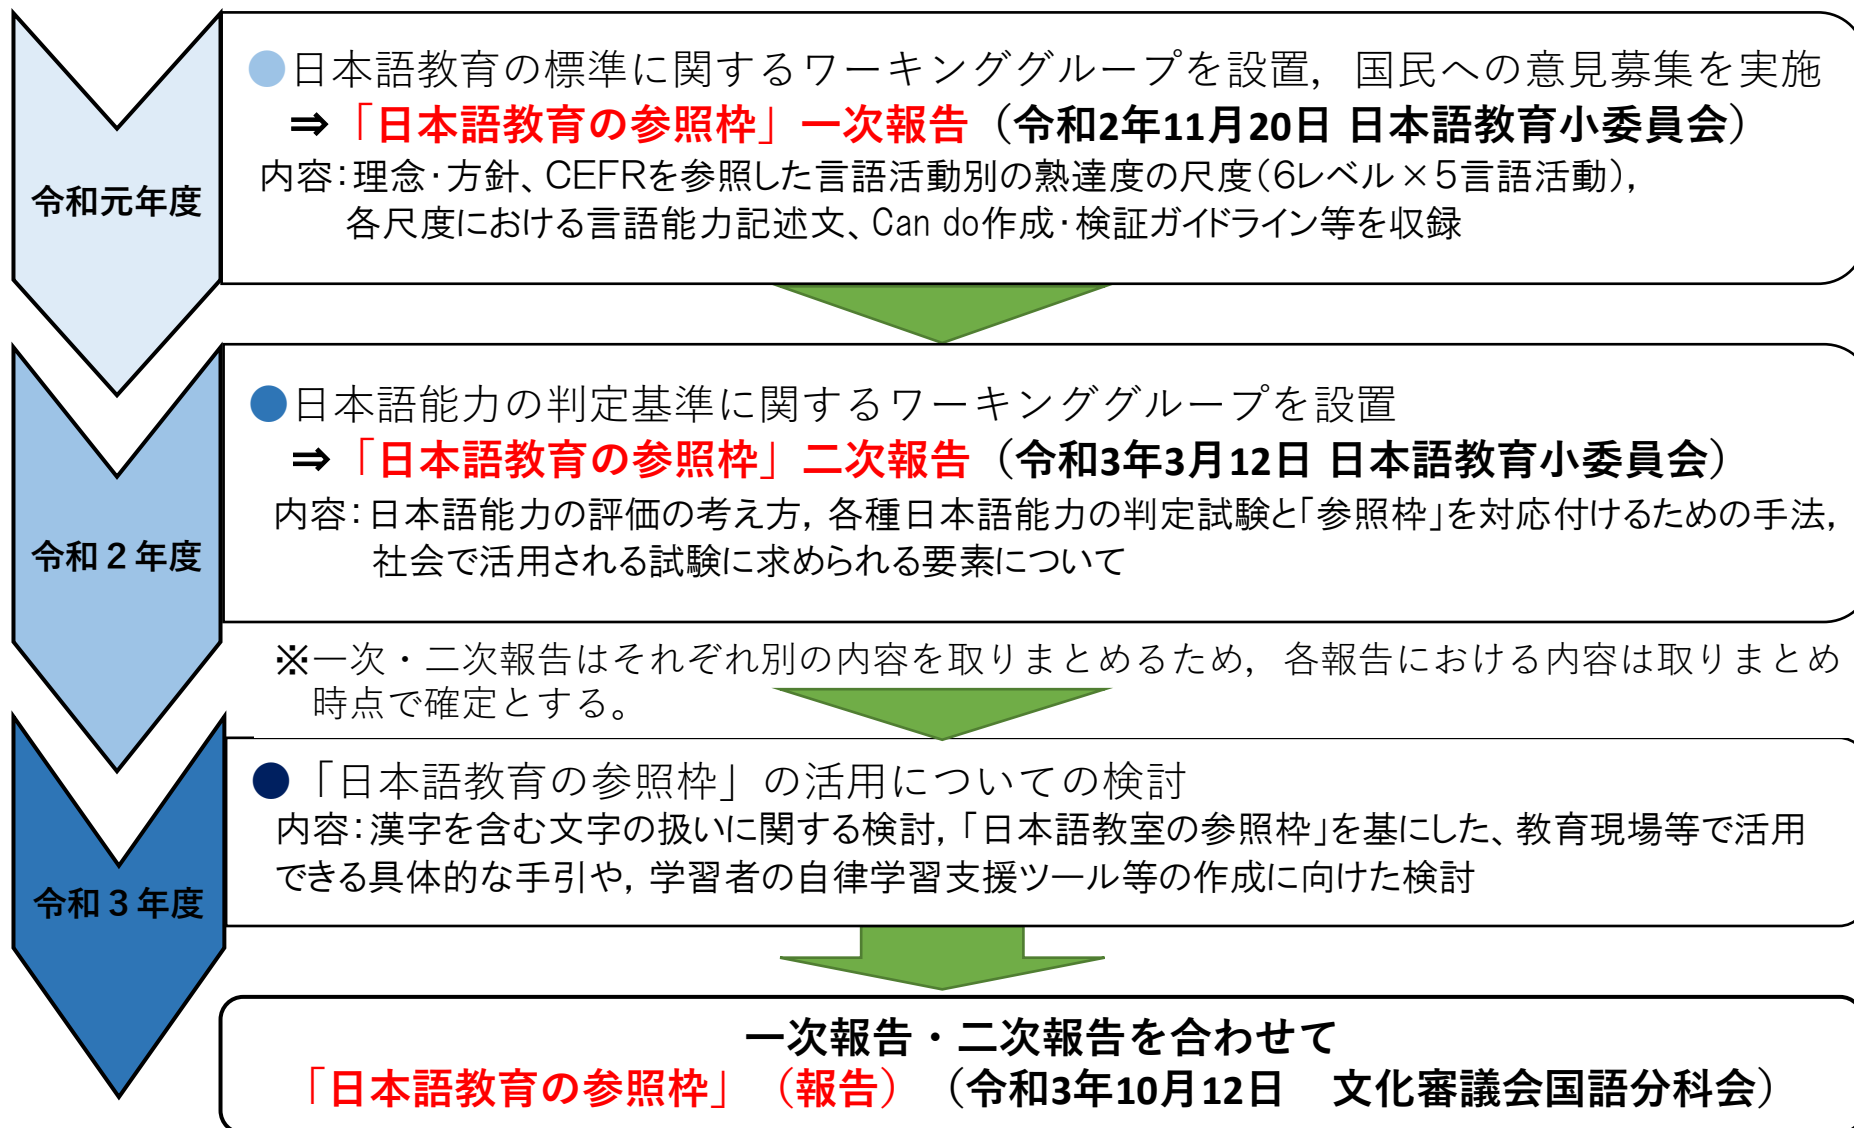 令和元年度
●日本語教育の標準に関するワーキンググループを設置，国民への意見募集を実施
⇒「日本語教育の参照枠」一次報告（令和2年11月20日 日本語教育小委員会）
内容：理念・方針、CEFRを参照した言語活動別の熟達度の尺度（6レベル×5言語活動），
各尺度における言語能力記述文、Can do作成・検証ガイドライン等を収録
令和２年度
●日本語能力の判定基準に関するワーキンググループを設置
⇒「日本語教育の参照枠」二次報告（令和3年3月12日 日本語教育小委員会）
内容：日本語能力の評価の考え方，各種日本語能力の判定試験と「参照枠」を対応付けるための手法，
社会で活用される試験に求められる要素について
※一次・二次報告はそれぞれ別の内容を取りまとめるため，各報告における内容は取りまとめ
時点で確定とする。
令和３年度
●「日本語教育の参照枠」の活用についての検討
内容：漢字を含む文字の扱いに関する検討，「日本語教室の参照枠」を基にした、教育現場等で活用
できる具体的な手引や，学習者の自律学習支援ツール等の作成に向けた検討
一次報告・二次報告を合わせて
「日本語教育の参照枠」（報告）（令和3年10月12日　文化審議会国語分科会）